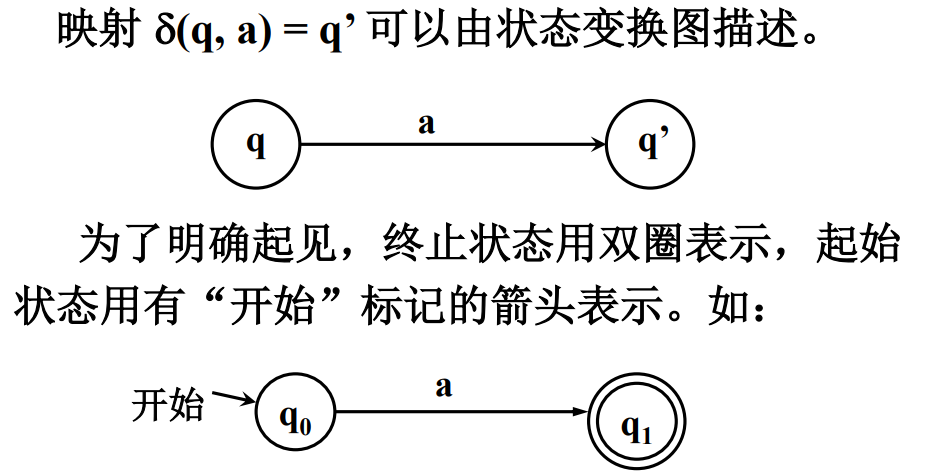 映射 δ(q, a) = q’ 可以由状态变换图描述。
a
q
q’
为了明确起见，终止状态用双圈表示，起始
状态用有“开始”标记的箭头表示。如：
a
开始
q₀
q₁